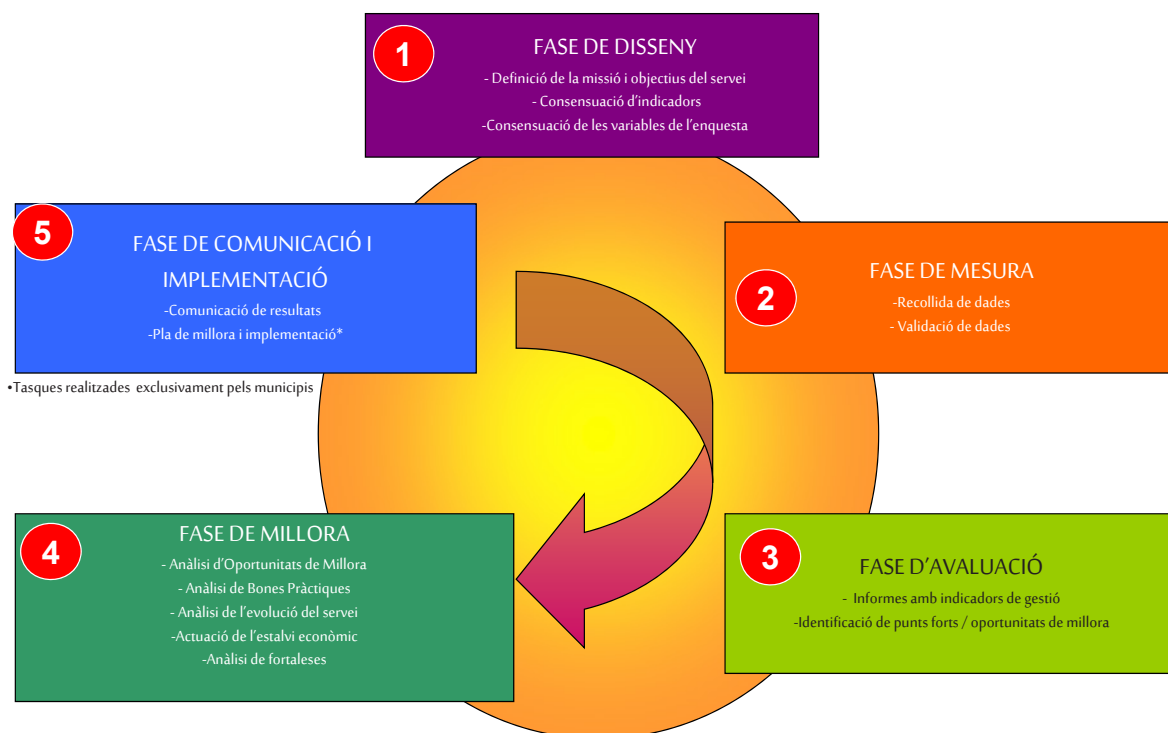 1
FASE DE DISSENY
- Definició de la missió i objectius del servei
- Consensuació d'indicadors
-Consensuació de les variables de l'enquesta
2
FASE DE MESURA
-Recollida de dades
- Validació de dades
3
FASE D'AVALUACIÓ
- Informes amb indicadors de gestió
-Identificació de punts forts / oportunitats de millora
4
FASE DE MILLORA
- Anàlisi d'Oportunitats de Millora
- Anàlisi de Bones Pràctiques
- Anàlisi de l'evolució del servei
- Actuació de l'estalvi econòmic
-Anàlisi de fortaleses
5
FASE DE COMUNICACIÓ I
IMPLEMENTACIÓ
-Comunicació de resultats
-Pla de millora i implementació*
•Tasques realitzades exclusivament pels municipis